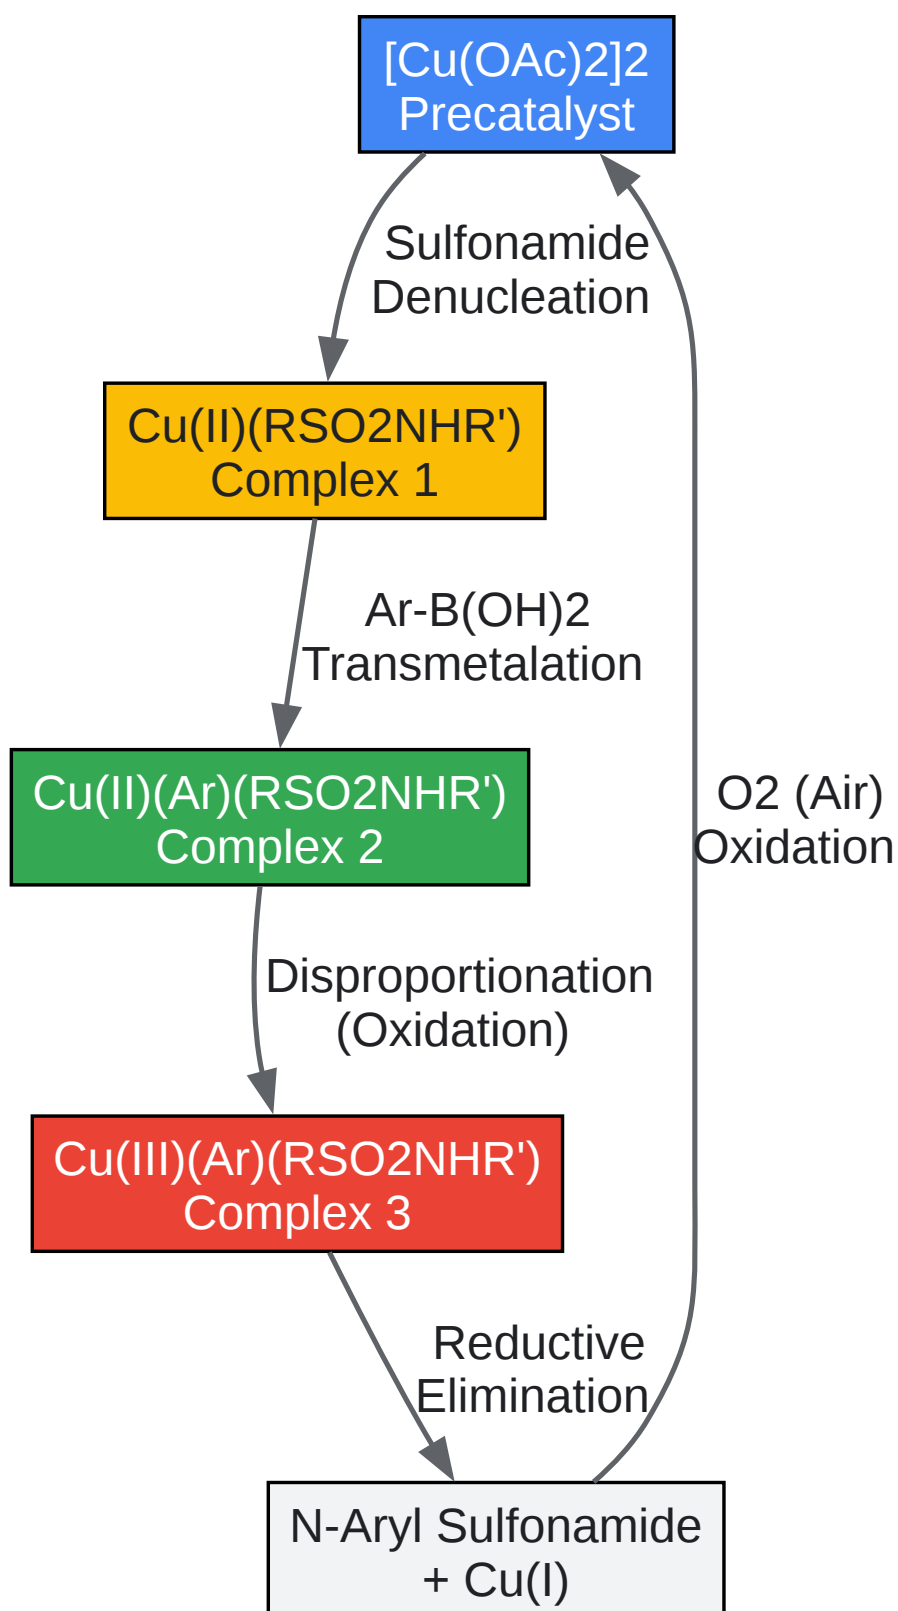 [Cu(OAc)2]2
Precatalyst
Sulfonamide
Denucleation
Cu(II)(RSO2NHR')
Complex 1
Ar-B(OH)2
Transmetalation
Cu(II)(Ar)(RSO2NHR')
Complex 2
O2 (Air)
Oxidation
Disproportionation
(Oxidation)
Cu(III)(Ar)(RSO2NHR')
Complex 3
Reductive
Elimination
N-Aryl Sulfonamide
+ Cu(I)